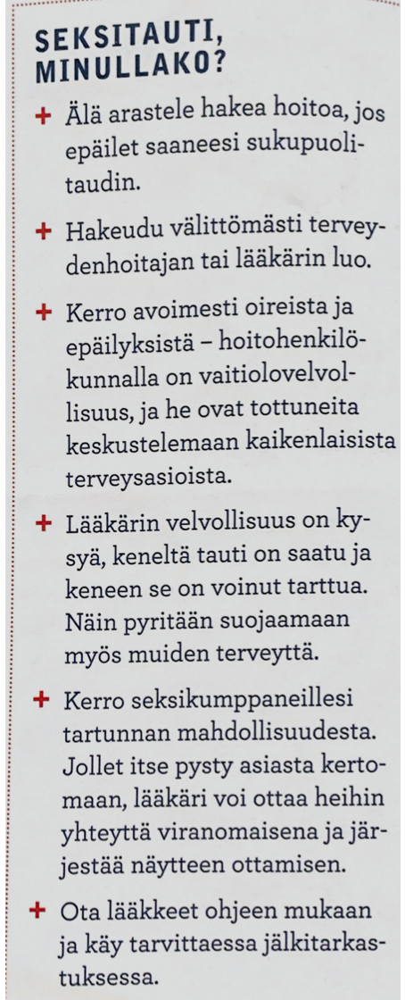 SEKSITAUTI,
MINULLAKO?
+ Älä arastele hakea hoitoa, jos
epäilet saaneesi sukupuoli-
taudin.
+ Hakeudu välittömästi tervey-
denhoitajan tai lääkärin luo.
+ Kerro avoimesti oireista ja
epäilyksistä – hoitohenkilö-
kunnalla on vaitiolovelvol-
lisuus, ja he ovat tottuneita
keskustelemaan kaikenlaisista
terveysasioista.
+ Lääkärin velvollisuus on ky-
syä, keneltä tauti on saatu ja
keneen se on voinut tarttua.
Näin pyritään suojaamaan
myös muiden terveyttä.
+ Kerro seksikumppaneillesi
tartunnan mahdollisuudesta.
Jollet itse pysty asiasta kerto-
maan, lääkäri voi ottaa heihin
yhteyttä viranomaisena ja jär-
jestää näytteen ottamisen.
+ Ota lääkkeet ohjeen mukaan
ja käy tarvittaessa jälkitarkas-
tuksessa.